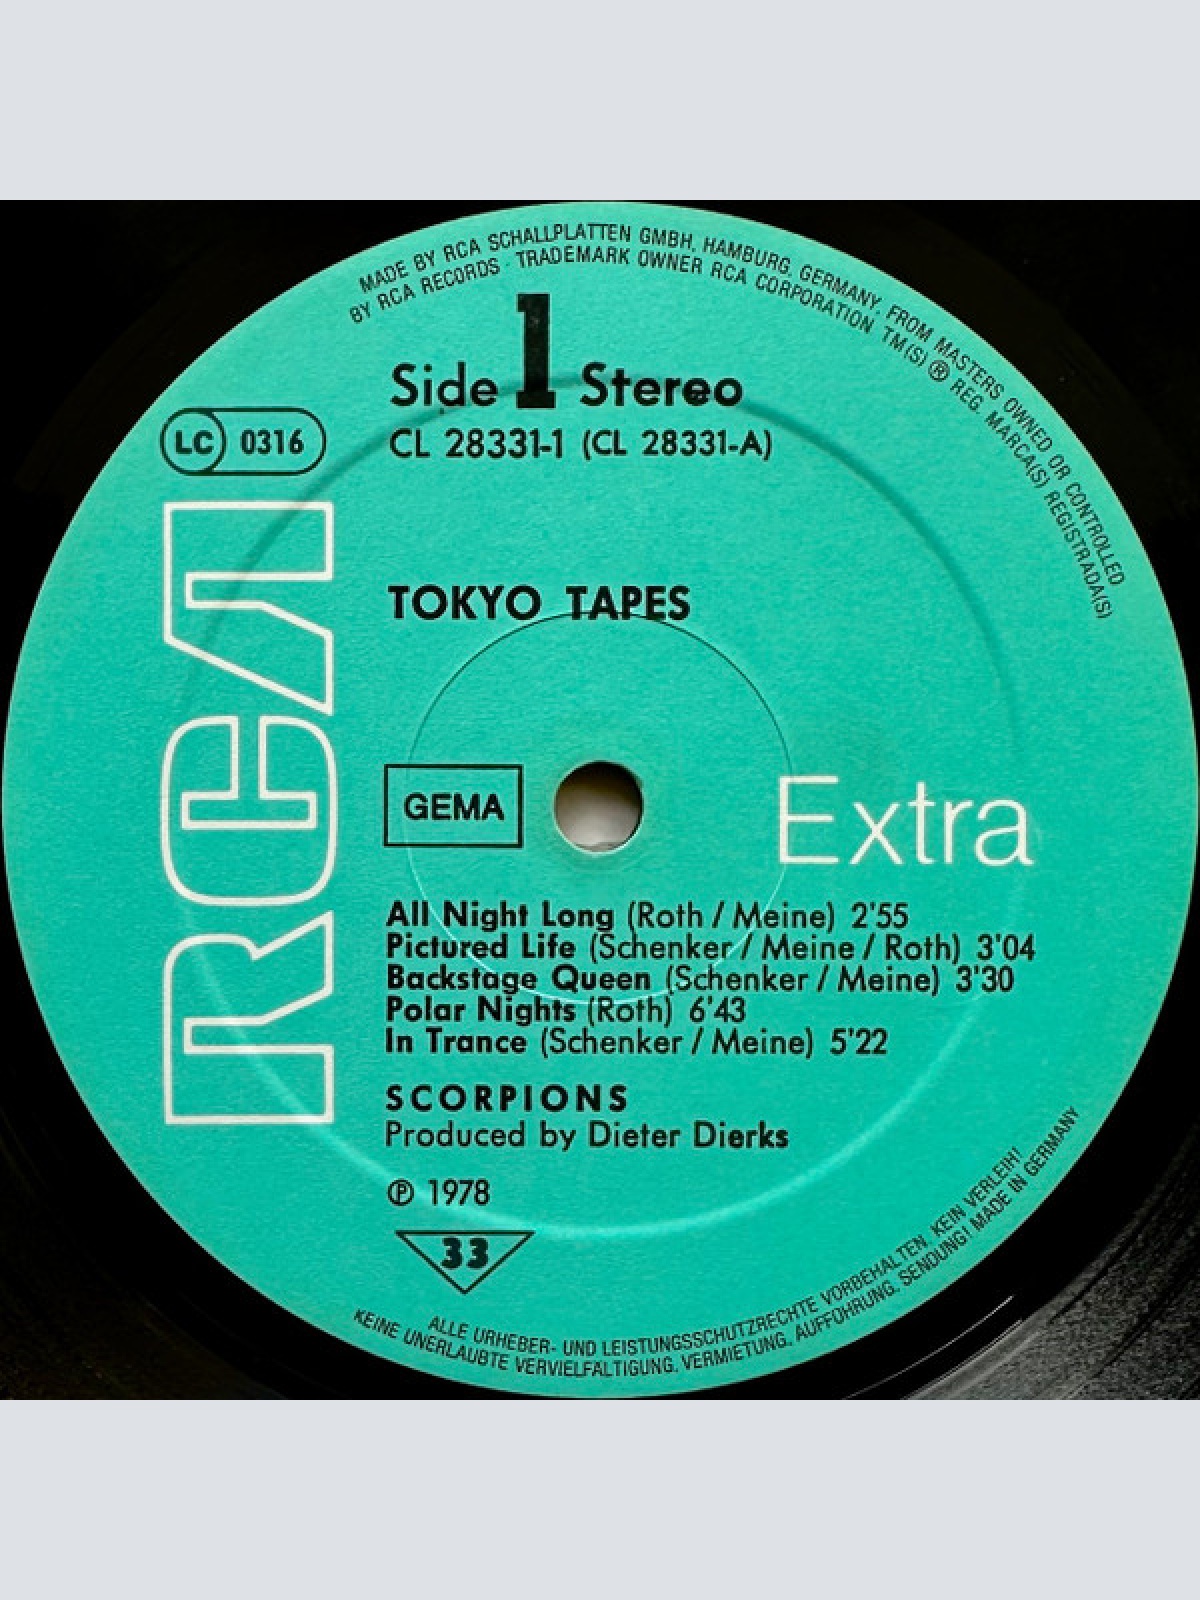 MADE BY RCA SCHALLPLATTEN GMBH. HAMBURG. GERMANY, FROM MASTERS OWNED OR CONTROLLED
BY RCA RECORDS · TRADEMARK OWNER RCA CORPORATION TM(S) ® REG. MARCA(S) REGISTRADA(S)
Side 1 Stereo
LC 0316
CL 28331-1 (CL 28331-A)
RCA
TOKYO TAPES
GEMA
Extra
All Night Long (Roth / Meine) 2'55
Pictured Life (Schenker / Meine / Roth) 3'04
Backstage Queen (Schenker / Meine) 3'30
Polar Nights (Roth) 6'43
In Trance (Schenker / Meine) 5'22
SCORPIONS
Produced by Dieter Dierks
℗ 1978
33
ALLE URHEBER- UND LEISTUNGSSCHUTZRECHTE VORBEHALTEN. KEIN VERLEIH!
KEINE UNERLAUBTE VERVIELFÄLTIGUNG, VERMIETUNG, AUFFÜHRUNG, SENDUNG! MADE IN GERMANY